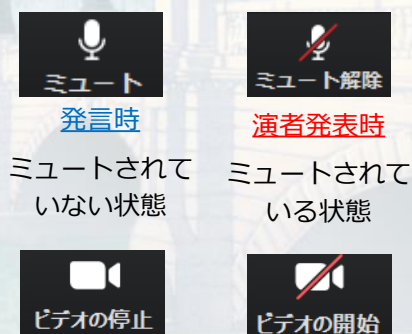 ミュート
ミュート解除
発言時
演者発表時
ミュートされて
いない状態
ミュートされて
いる状態
ビデオの停止
ビデオの開始